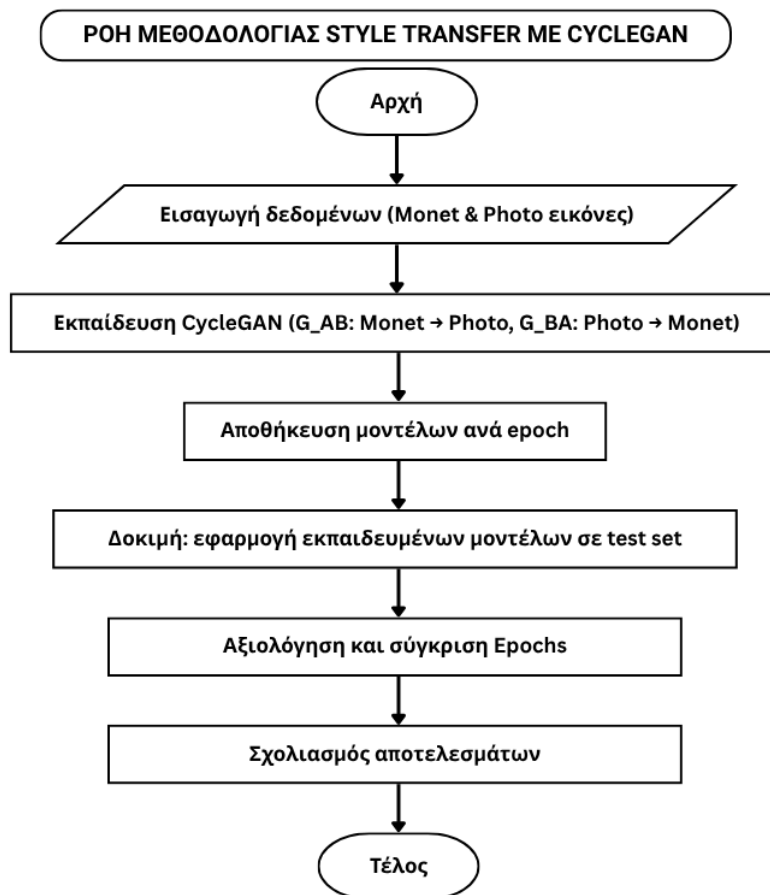 ΡΟΗ ΜΕΘΟΔΟΛΟΓΙΑΣ STYLE TRANSFER ΜΕ CYCLEGAN
Αρχή
Εισαγωγή δεδομένων (Monet & Photo εικόνες)
Εκπαίδευση CycleGAN (G_AB: Monet → Photo, G_BA: Photo → Monet)
Αποθήκευση μοντέλων ανά epoch
Δοκιμή: εφαρμογή εκπαιδευμένων μοντέλων σε test set
Αξιολόγηση και σύγκριση Epochs
Σχολιασμός αποτελεσμάτων
Τέλος